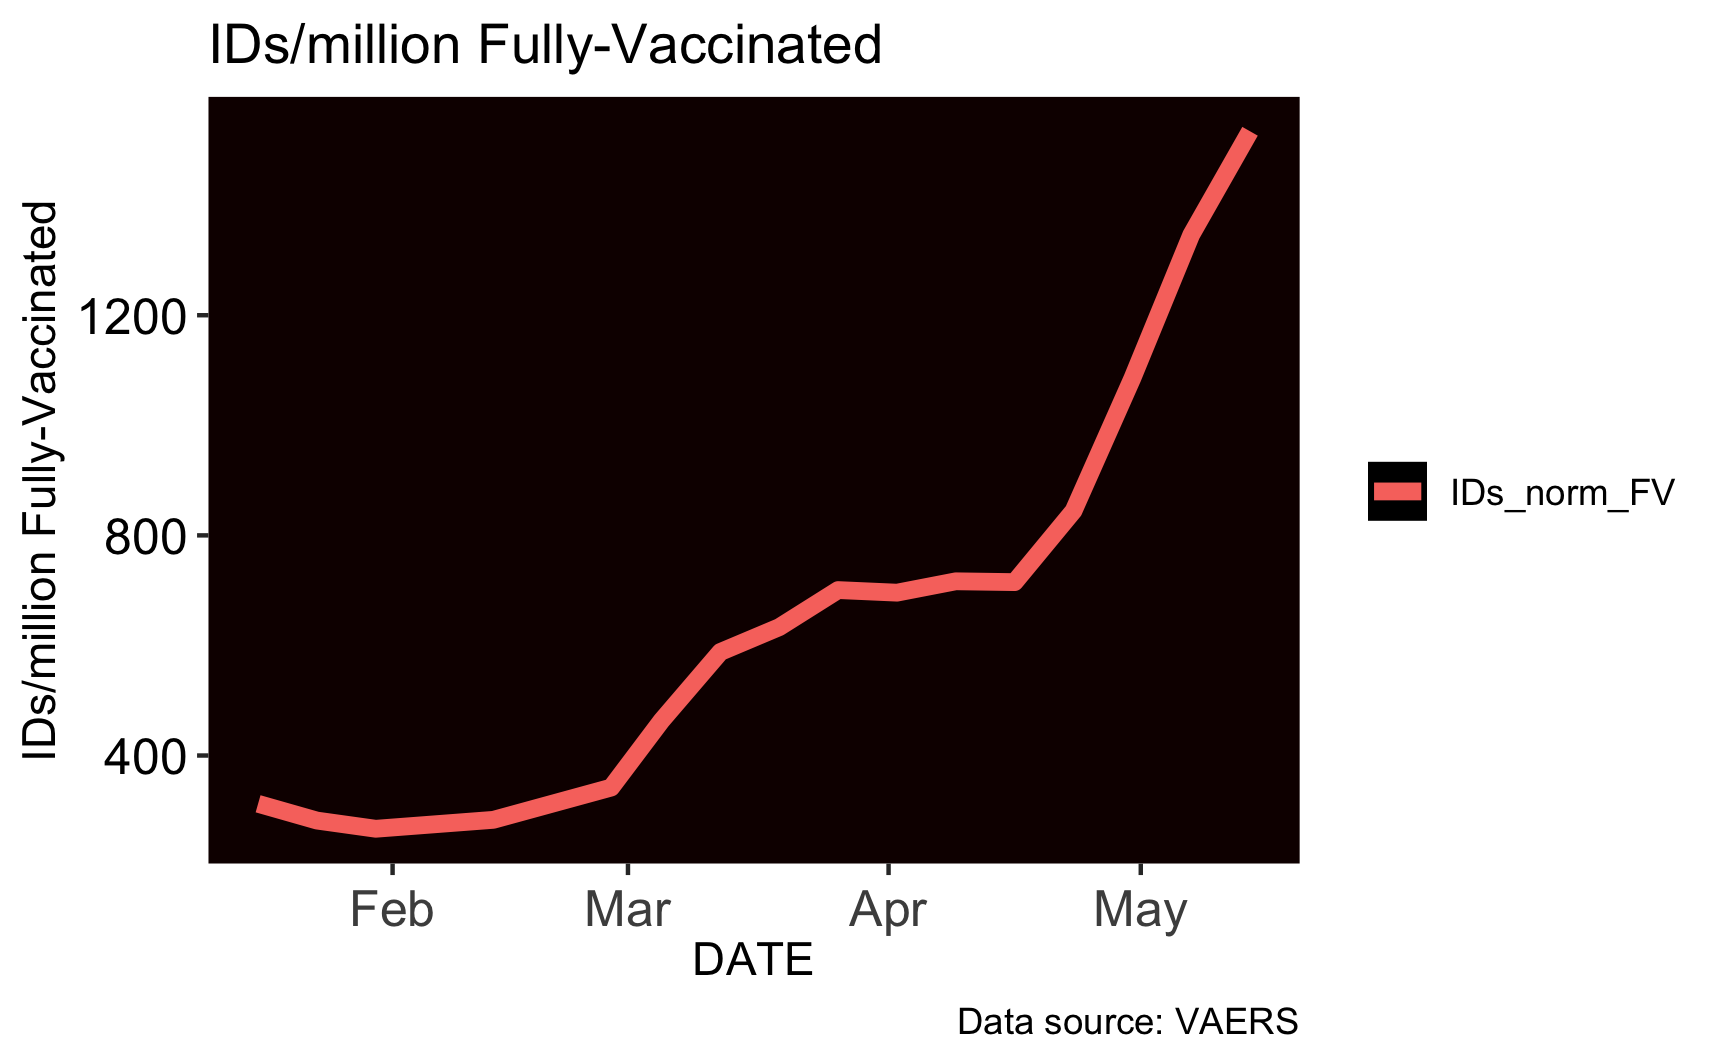 IDs/million Fully-Vaccinated
IDs/million Fully-Vaccinated
1200
800
400
Feb
Mar
Apr
May
DATE
IDs_norm_FV
Data source: VAERS